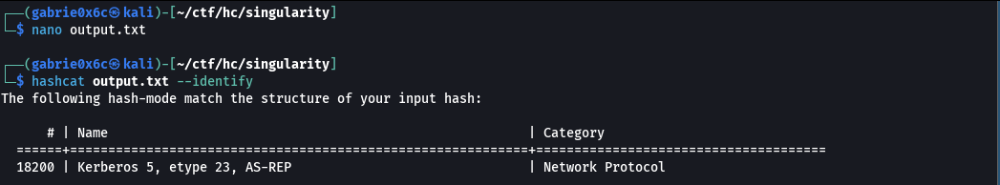 ┌──(gabrie0x6c㉿kali)-[~/ctf/hc/singularity]
└─$ nano output.txt
┌──(gabrie0x6c㉿kali)-[~/ctf/hc/singularity]
└─$ hashcat output.txt --identify
The following hash-mode match the structure of your input hash:
      # | Name                                                       | Category
  ======+============================================================+======================================
  18200 | Kerberos 5, etype 23, AS-REP                               | Network Protocol